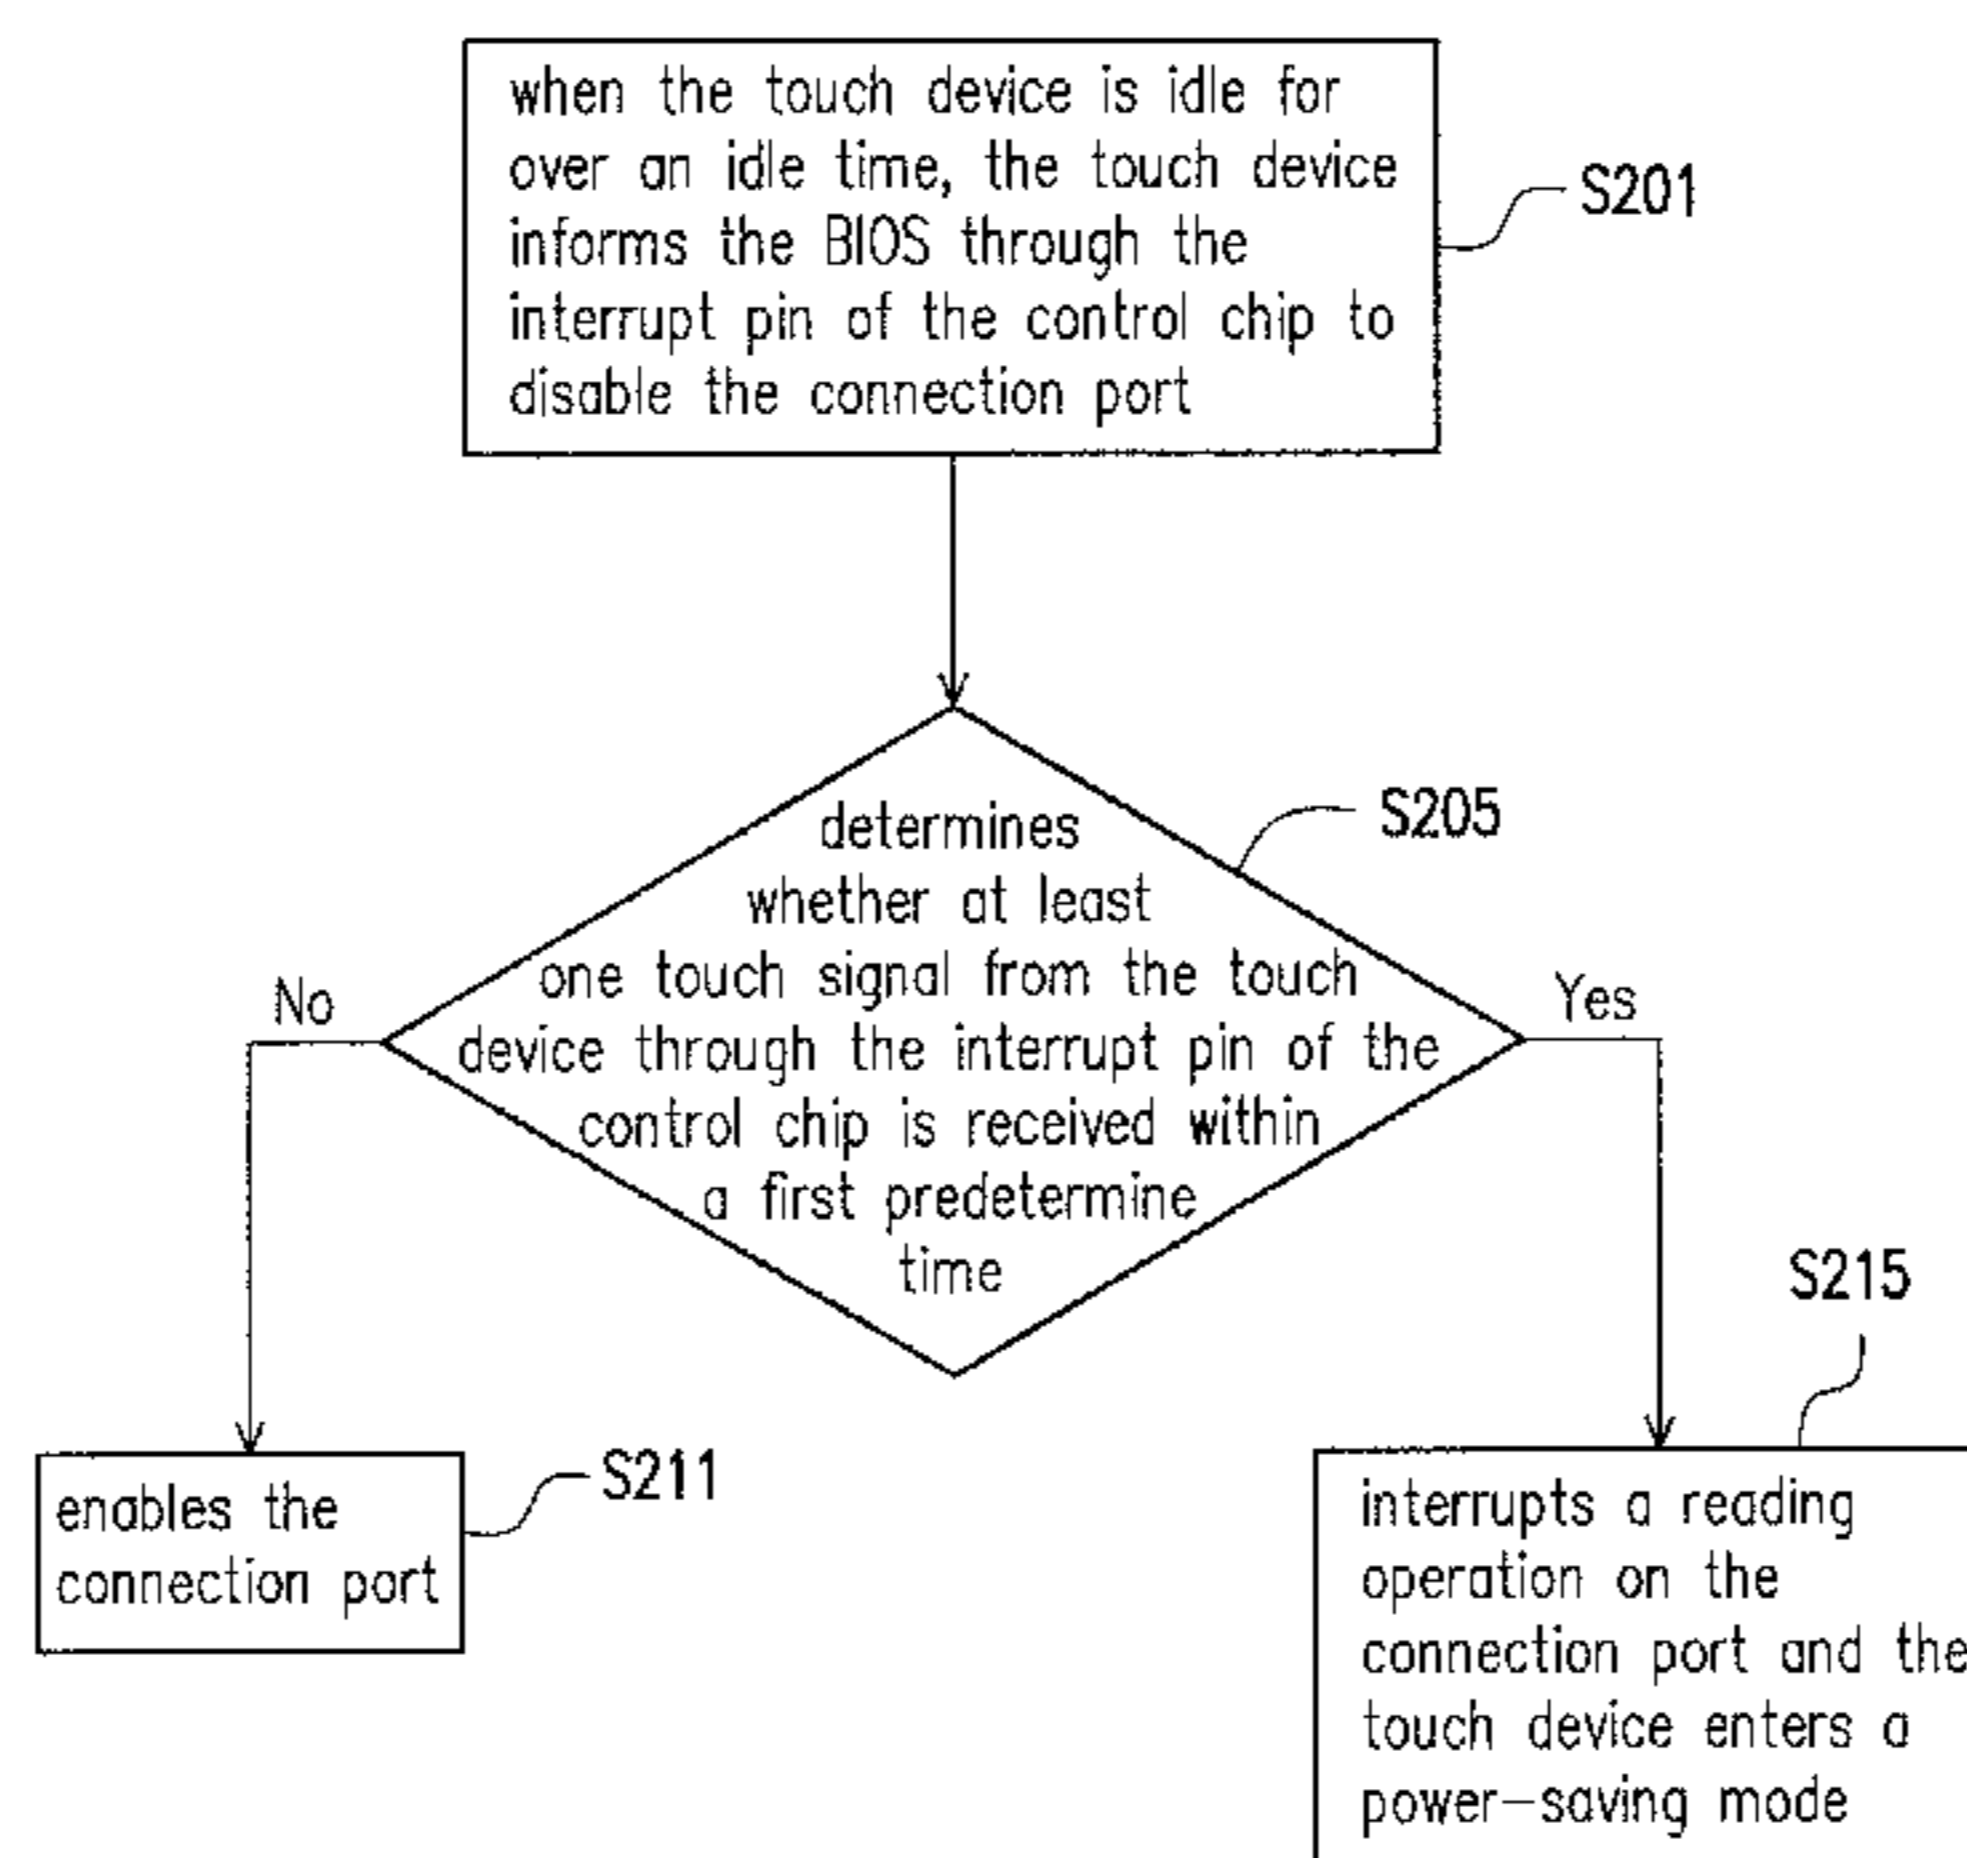 when the touch device is idle for
over an idle time, the touch device
informs the BIOS through the
interrupt pin of the control chip to
disable the connection port
S201
determines
whether at least
one touch signal from the touch
device through the interrupt pin of the
control chip is received within
a first predetermine
time
S205
No
Yes
enables the
connection port
S211
S215
interrupts a reading
operation on the
connection port and the
touch device enters a
power-saving mode